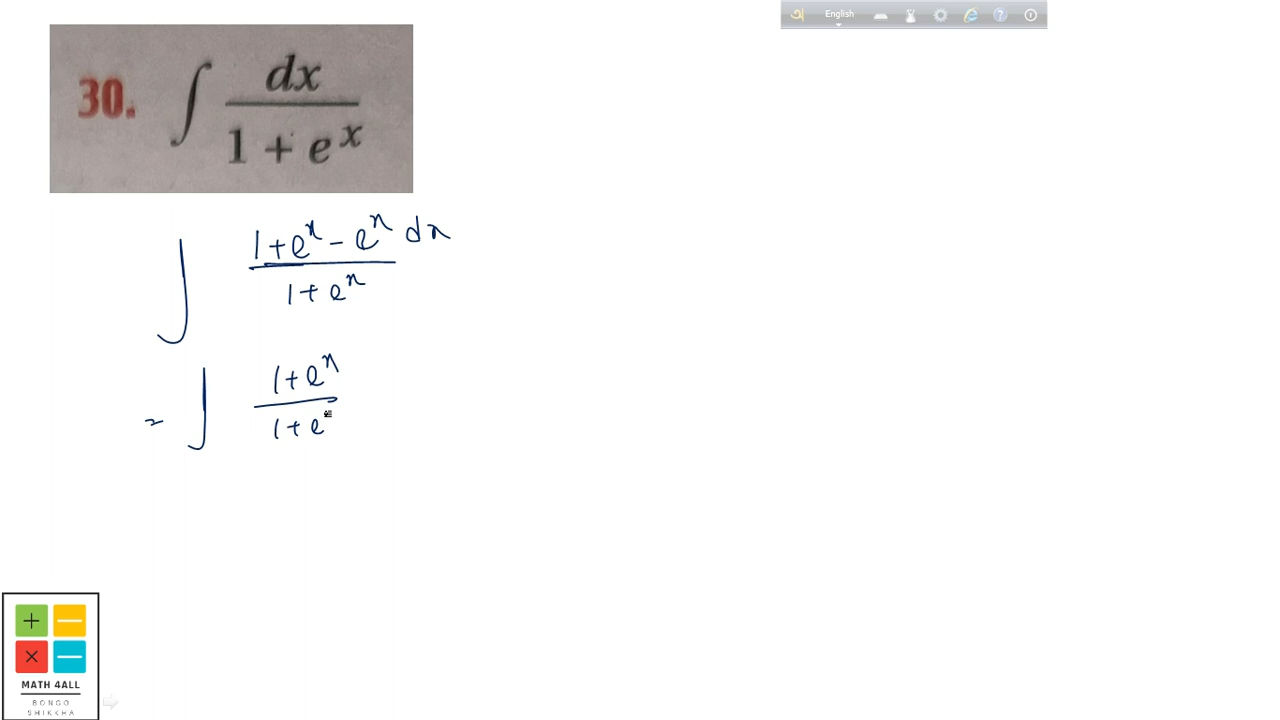 English
30. ∫ dx / 1 + e^x
∫ 1+e^x - e^x / 1+e^x dx
= ∫ 1+e^x / 1+e
MATH 4ALL
BONGO
SHIKKHA